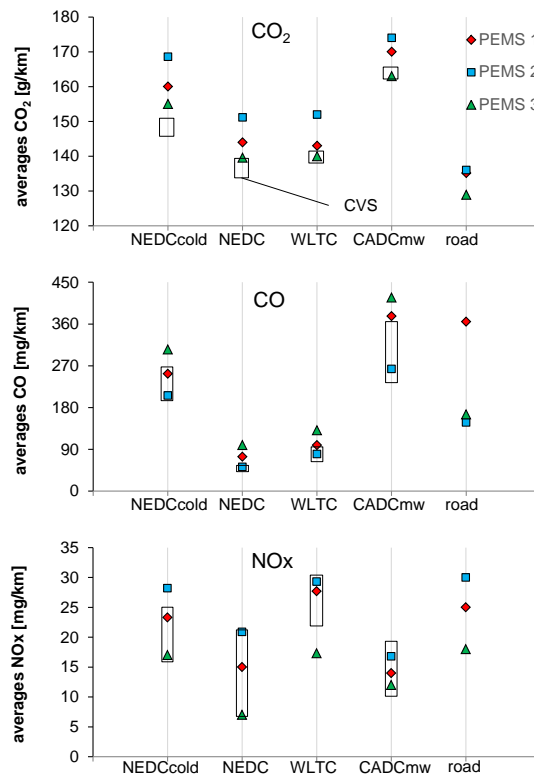 CO2
180
170
160
150
140
130
120
averages CO2 [g/km]
PEMS 1
PEMS 2
PEMS 3
CVS
NEDCcold NEDC WLTC CADCmw road
CO
450
360
270
180
90
0
averages CO [mg/km]
NEDCcold NEDC WLTC CADCmw road
NOx
35
30
25
20
15
10
5
0
averages NOx [mg/km]
NEDCcold NEDC WLTC CADCmw road